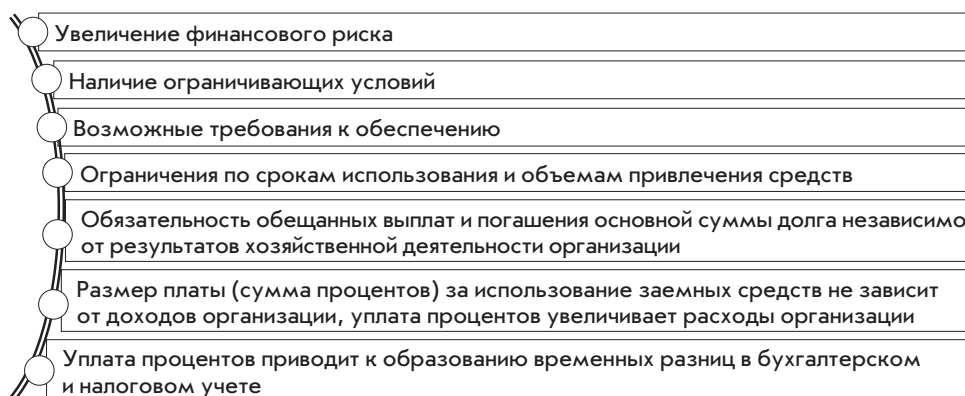 Увеличение финансового риска
Наличие ограничивающих условий
Возможные требования к обеспечению
Ограничения по срокам использования и объемам привлечения средств
Обязательность обещанных выплат и погашения основной суммы долга независимо
от результатов хозяйственной деятельности организации
Размер платы (сумма процентов) за использование заемных средств не зависит
от доходов организации, уплата процентов увеличивает расходы организации
Уплата процентов приводит к образованию временных разниц в бухгалтерском
и налоговом учете